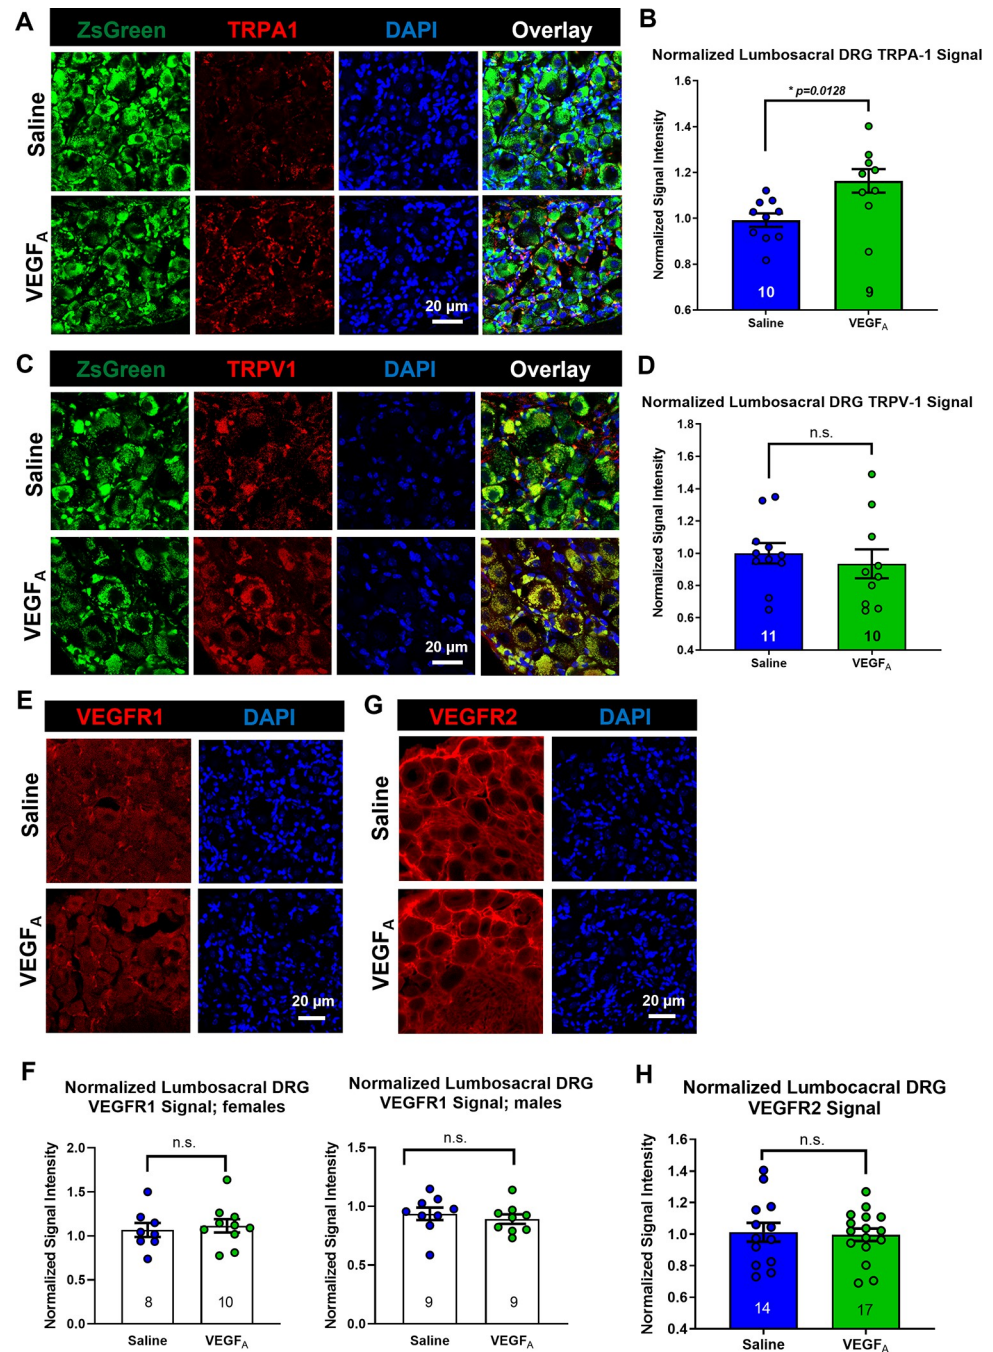 A
ZsGreen TRPA1 DAPI Overlay
Saline
VEGFA
20 µm
B
Normalized Lumbosacral DRG TRPA-1 Signal
Normalized Signal Intensity
1.6
* p=0.0128
1.4
1.2
1.0
0.8
0.6
10
9
Saline VEGFA
C
ZsGreen TRPV1 DAPI Overlay
Saline
VEGFA
20 µm
D
Normalized Lumbosacral DRG TRPV-1 Signal
Normalized Signal Intensity
1.8
n.s.
1.6
1.4
1.2
1.0
0.8
0.6
0.4
11
10
Saline VEGFA
E
VEGFR1 DAPI
Saline
VEGFA
20 µm
G
VEGFR2 DAPI
Saline
VEGFA
20 µm
F
Normalized Lumbosacral DRG
VEGFR1 Signal; females
Normalized Signal Intensity
2.0
n.s.
1.5
1.0
0.5
0.0
8
10
Saline VEGFA
Normalized Lumbosacral DRG
VEGFR1 Signal; males
Normalized Signal Intensity
1.5
n.s.
1.0
0.5
0.0
9
9
Saline VEGFA
H
Normalized Lumbocacral DRG
VEGFR2 Signal
Normalized Signal Intensity
1.6
n.s.
1.4
1.2
1.0
0.8
0.6
0.4
14
17
Saline VEGFA